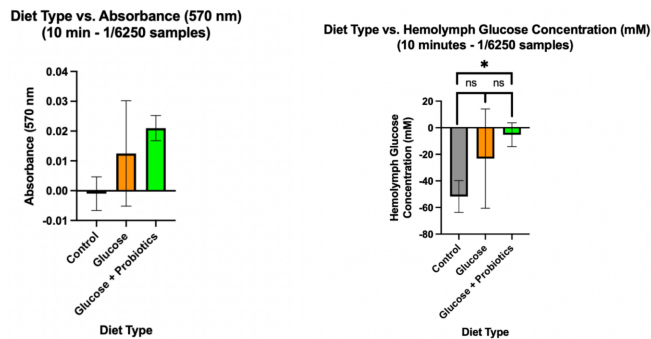 Diet Type vs. Absorbance (570 nm)
(10 min - 1/6250 samples)
Absorbance (570 nm
0.04
0.03
0.02
0.01
0.00
-0.01
Control
Glucose
Glucose + Probiotics
Diet Type
Diet Type vs. Hemolymph Glucose Concentration (mM)
(10 minutes - 1/6250 samples)
*
ns
ns
Hemolymph Glucose
Concentration (mM)
20
0
-20
-40
-60
-80
Control
Glucose
Glucose + Probiotics
Diet Type